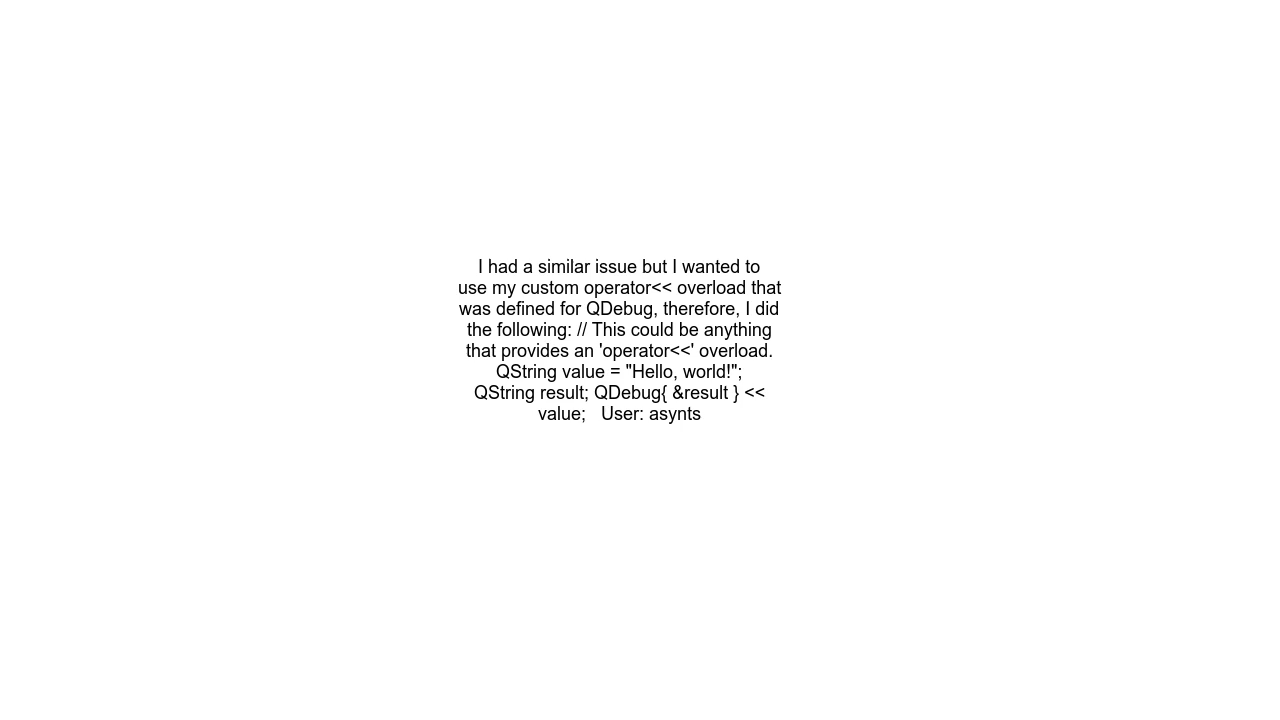 I had a similar issue but I wanted to
use my custom operator<< overload that
was defined for QDebug, therefore, I did
the following: // This could be anything
that provides an 'operator<<' overload.
QString value = "Hello, world!";
QString result; QDebug{ &result } <<
value;   User: asynts